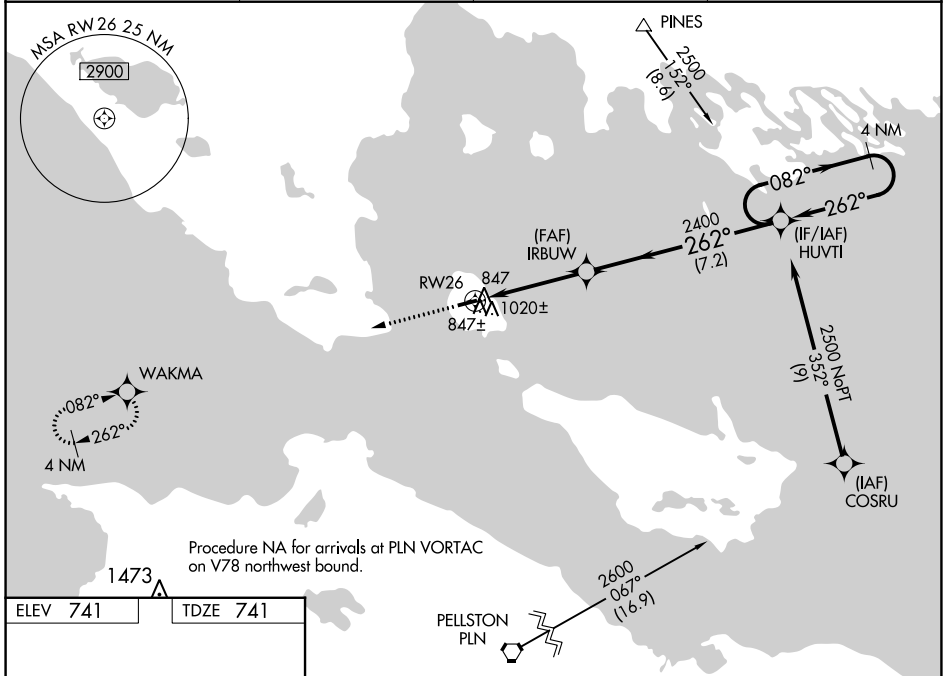 MSA RW26 25 NM
2900
PINES
2500
152°
(8.6)
4 NM
082°
262°
(IF/IAF)
HUVTI
2400
262°
(7.2)
(FAF)
IRBUW
RW26
847
1020±
847±
2500 NoPT
352°
(9)
(IAF)
COSRU
WAKMA
082°
262°
4 NM
Procedure NA for arrivals at PLN VORTAC
on V78 northwest bound.
1473
2600
067°
(16.9)
PELLSTON
PLN
ELEV 741
TDZE 741